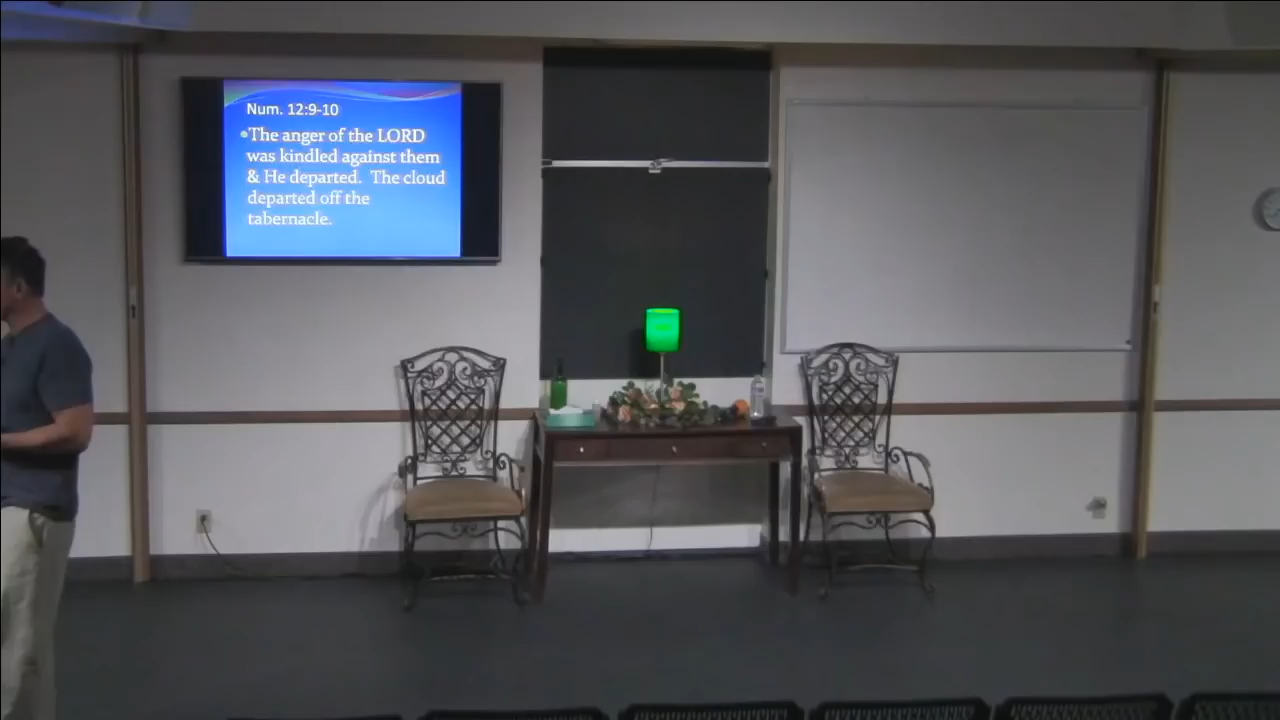 Num. 12:9-10
•The anger of the LORD
was kindled against them
& He departed.  The cloud
departed off the
tabernacle.